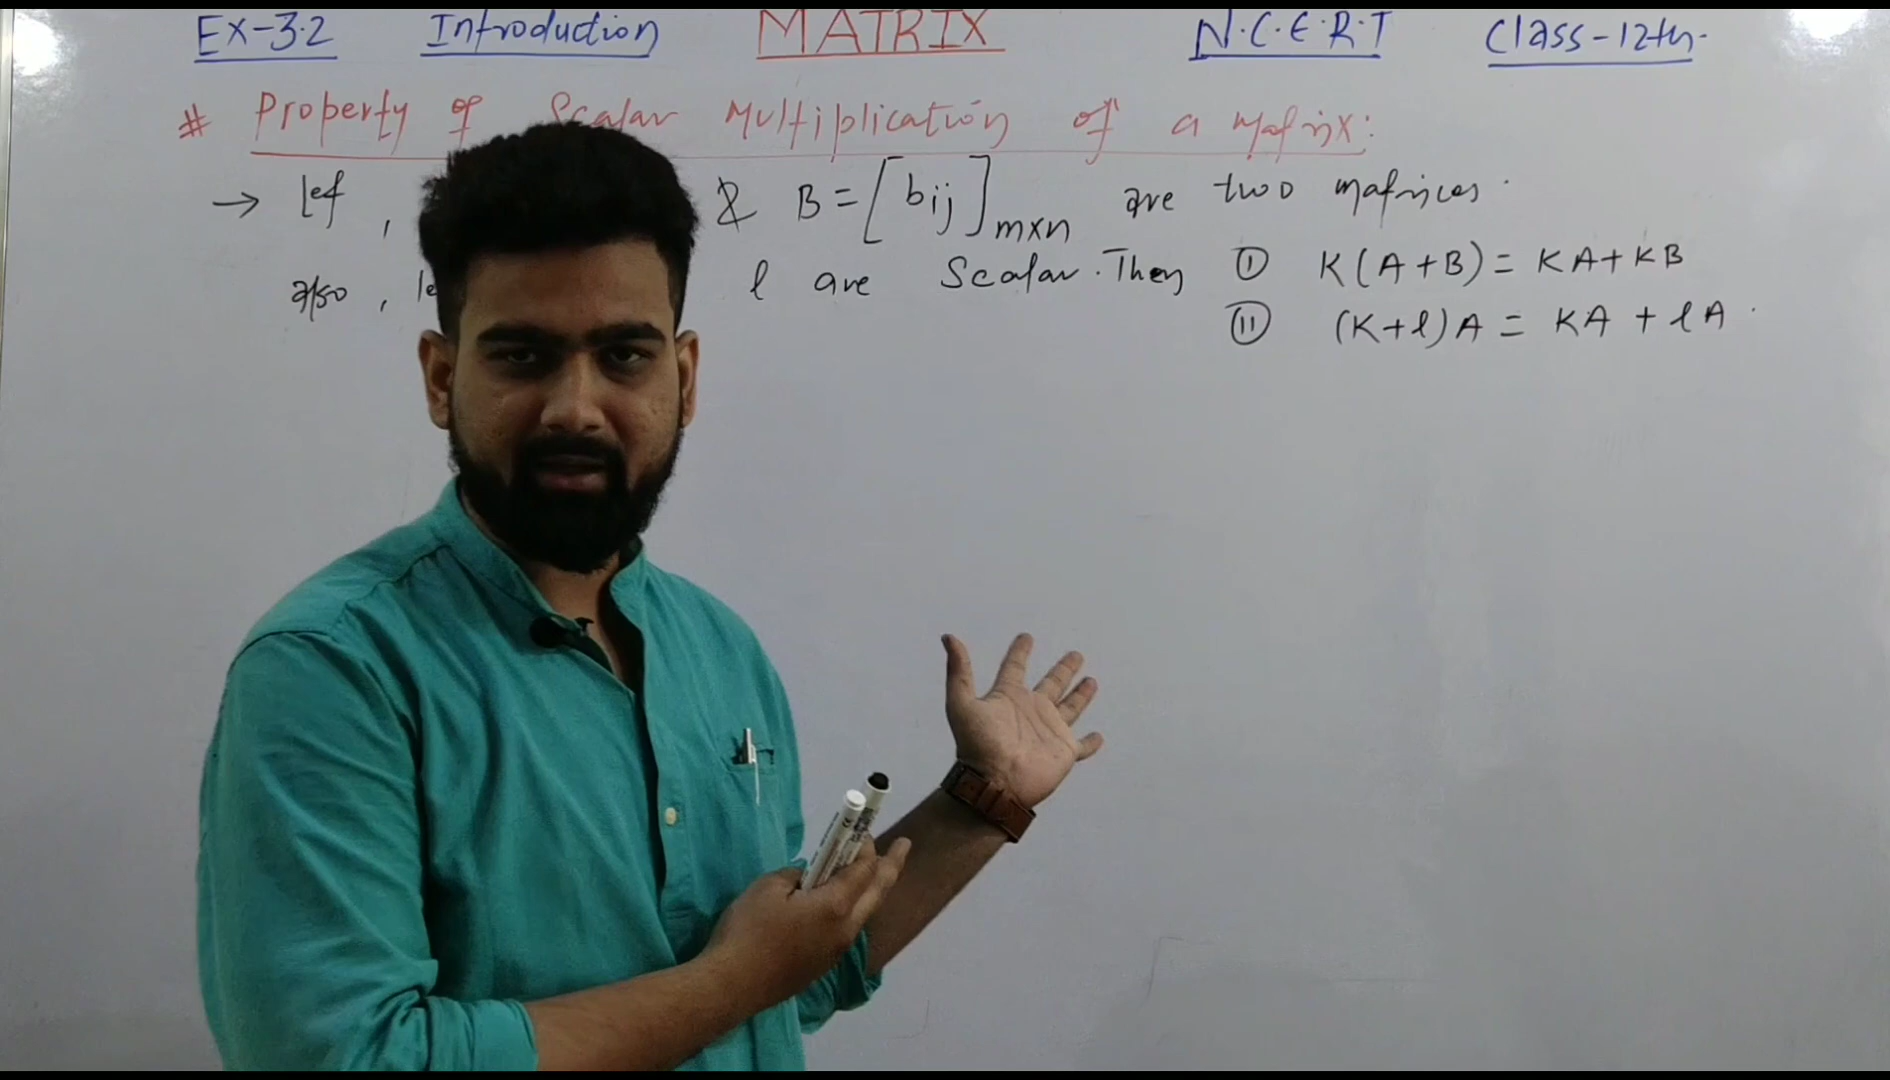 Ex-3.2 Introduction MATRIX N.C.E.R.T Class-12th.
# Property of Scalar Multiplication of a Matrix:
→ let, & B = [bij]m×n are two matrices.
also, l are Scalar. Then ① K(A+B) = KA+KB
② (K+l)A = KA + lA.